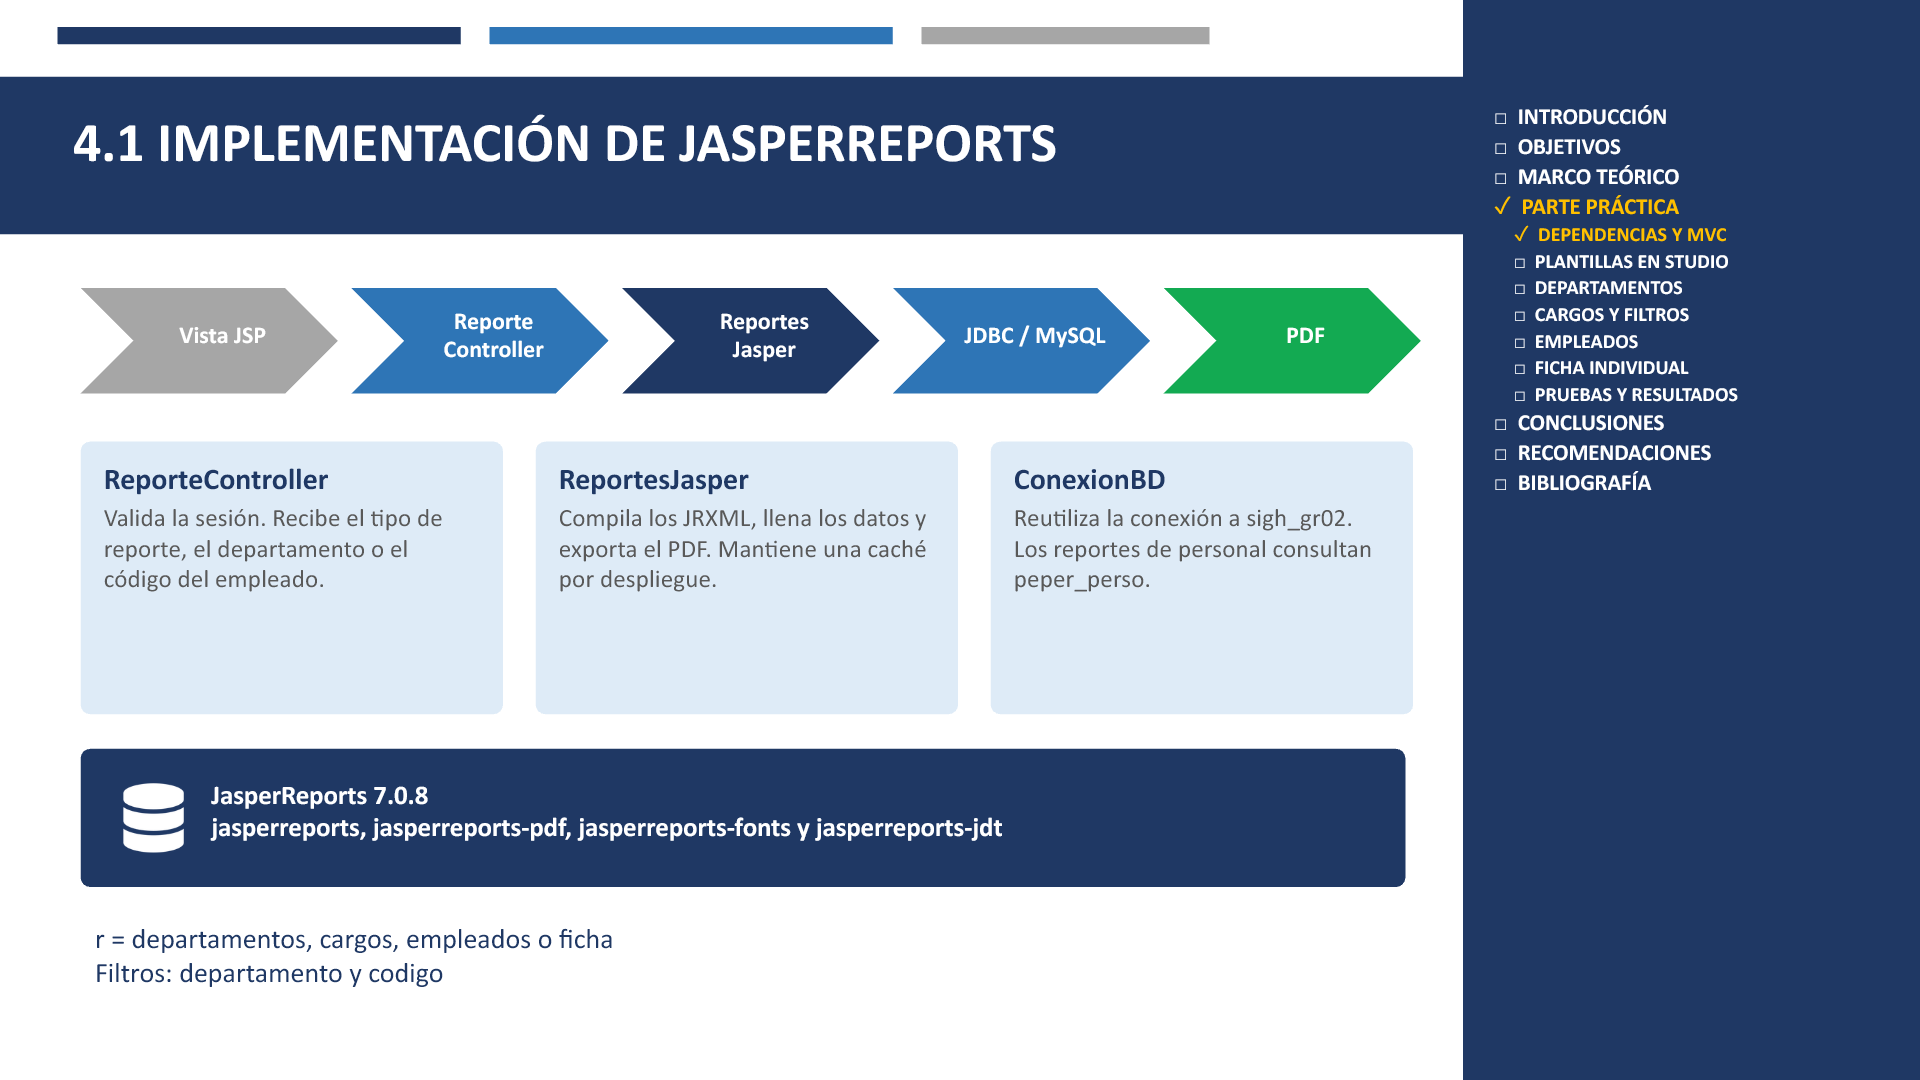 4.1 IMPLEMENTACIÓN DE JASPERREPORTS
Vista JSP
Reporte
Controller
Reportes
Jasper
JDBC / MySQL
PDF
ReporteController
Valida la sesión. Recibe el tipo de
reporte, el departamento o el
código del empleado.
ReportesJasper
Compila los JRXML, llena los datos y
exporta el PDF. Mantiene una caché
por despliegue.
ConexionBD
Reutiliza la conexión a sigh_gr02.
Los reportes de personal consultan
peper_perso.
JasperReports 7.0.8
jasperreports, jasperreports-pdf, jasperreports-fonts y jasperreports-jdt
r = departamentos, cargos, empleados o ficha
Filtros: departamento y codigo
□ INTRODUCCIÓN
□ OBJETIVOS
□ MARCO TEÓRICO
✓ PARTE PRÁCTICA
✓ DEPENDENCIAS Y MVC
□ PLANTILLAS EN STUDIO
□ DEPARTAMENTOS
□ CARGOS Y FILTROS
□ EMPLEADOS
□ FICHA INDIVIDUAL
□ PRUEBAS Y RESULTADOS
□ CONCLUSIONES
□ RECOMENDACIONES
□ BIBLIOGRAFÍA